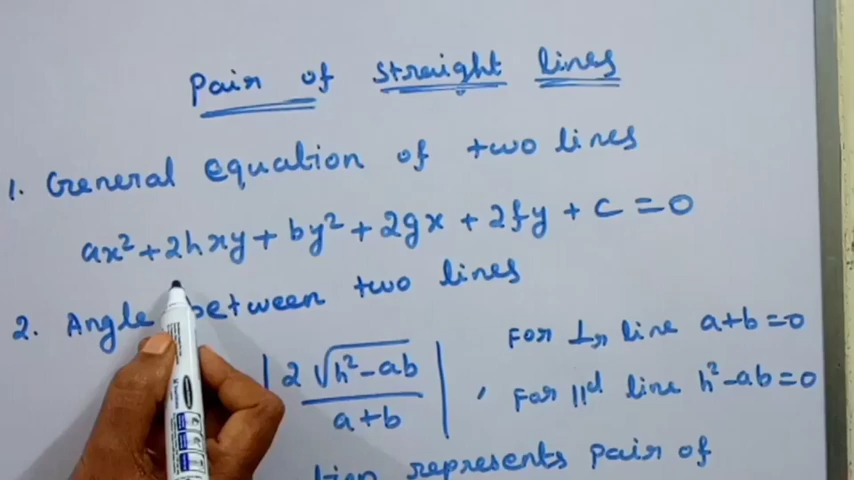 Pair of straight lines
1. General equation of two lines
ax² + 2hxy + by² + 2gx + 2fy + c = 0
2. Angle between two lines
| 2√(h²-ab) / a+b | , For ⊥r line a+b=0
For ||d line h²-ab=0
represents pair of